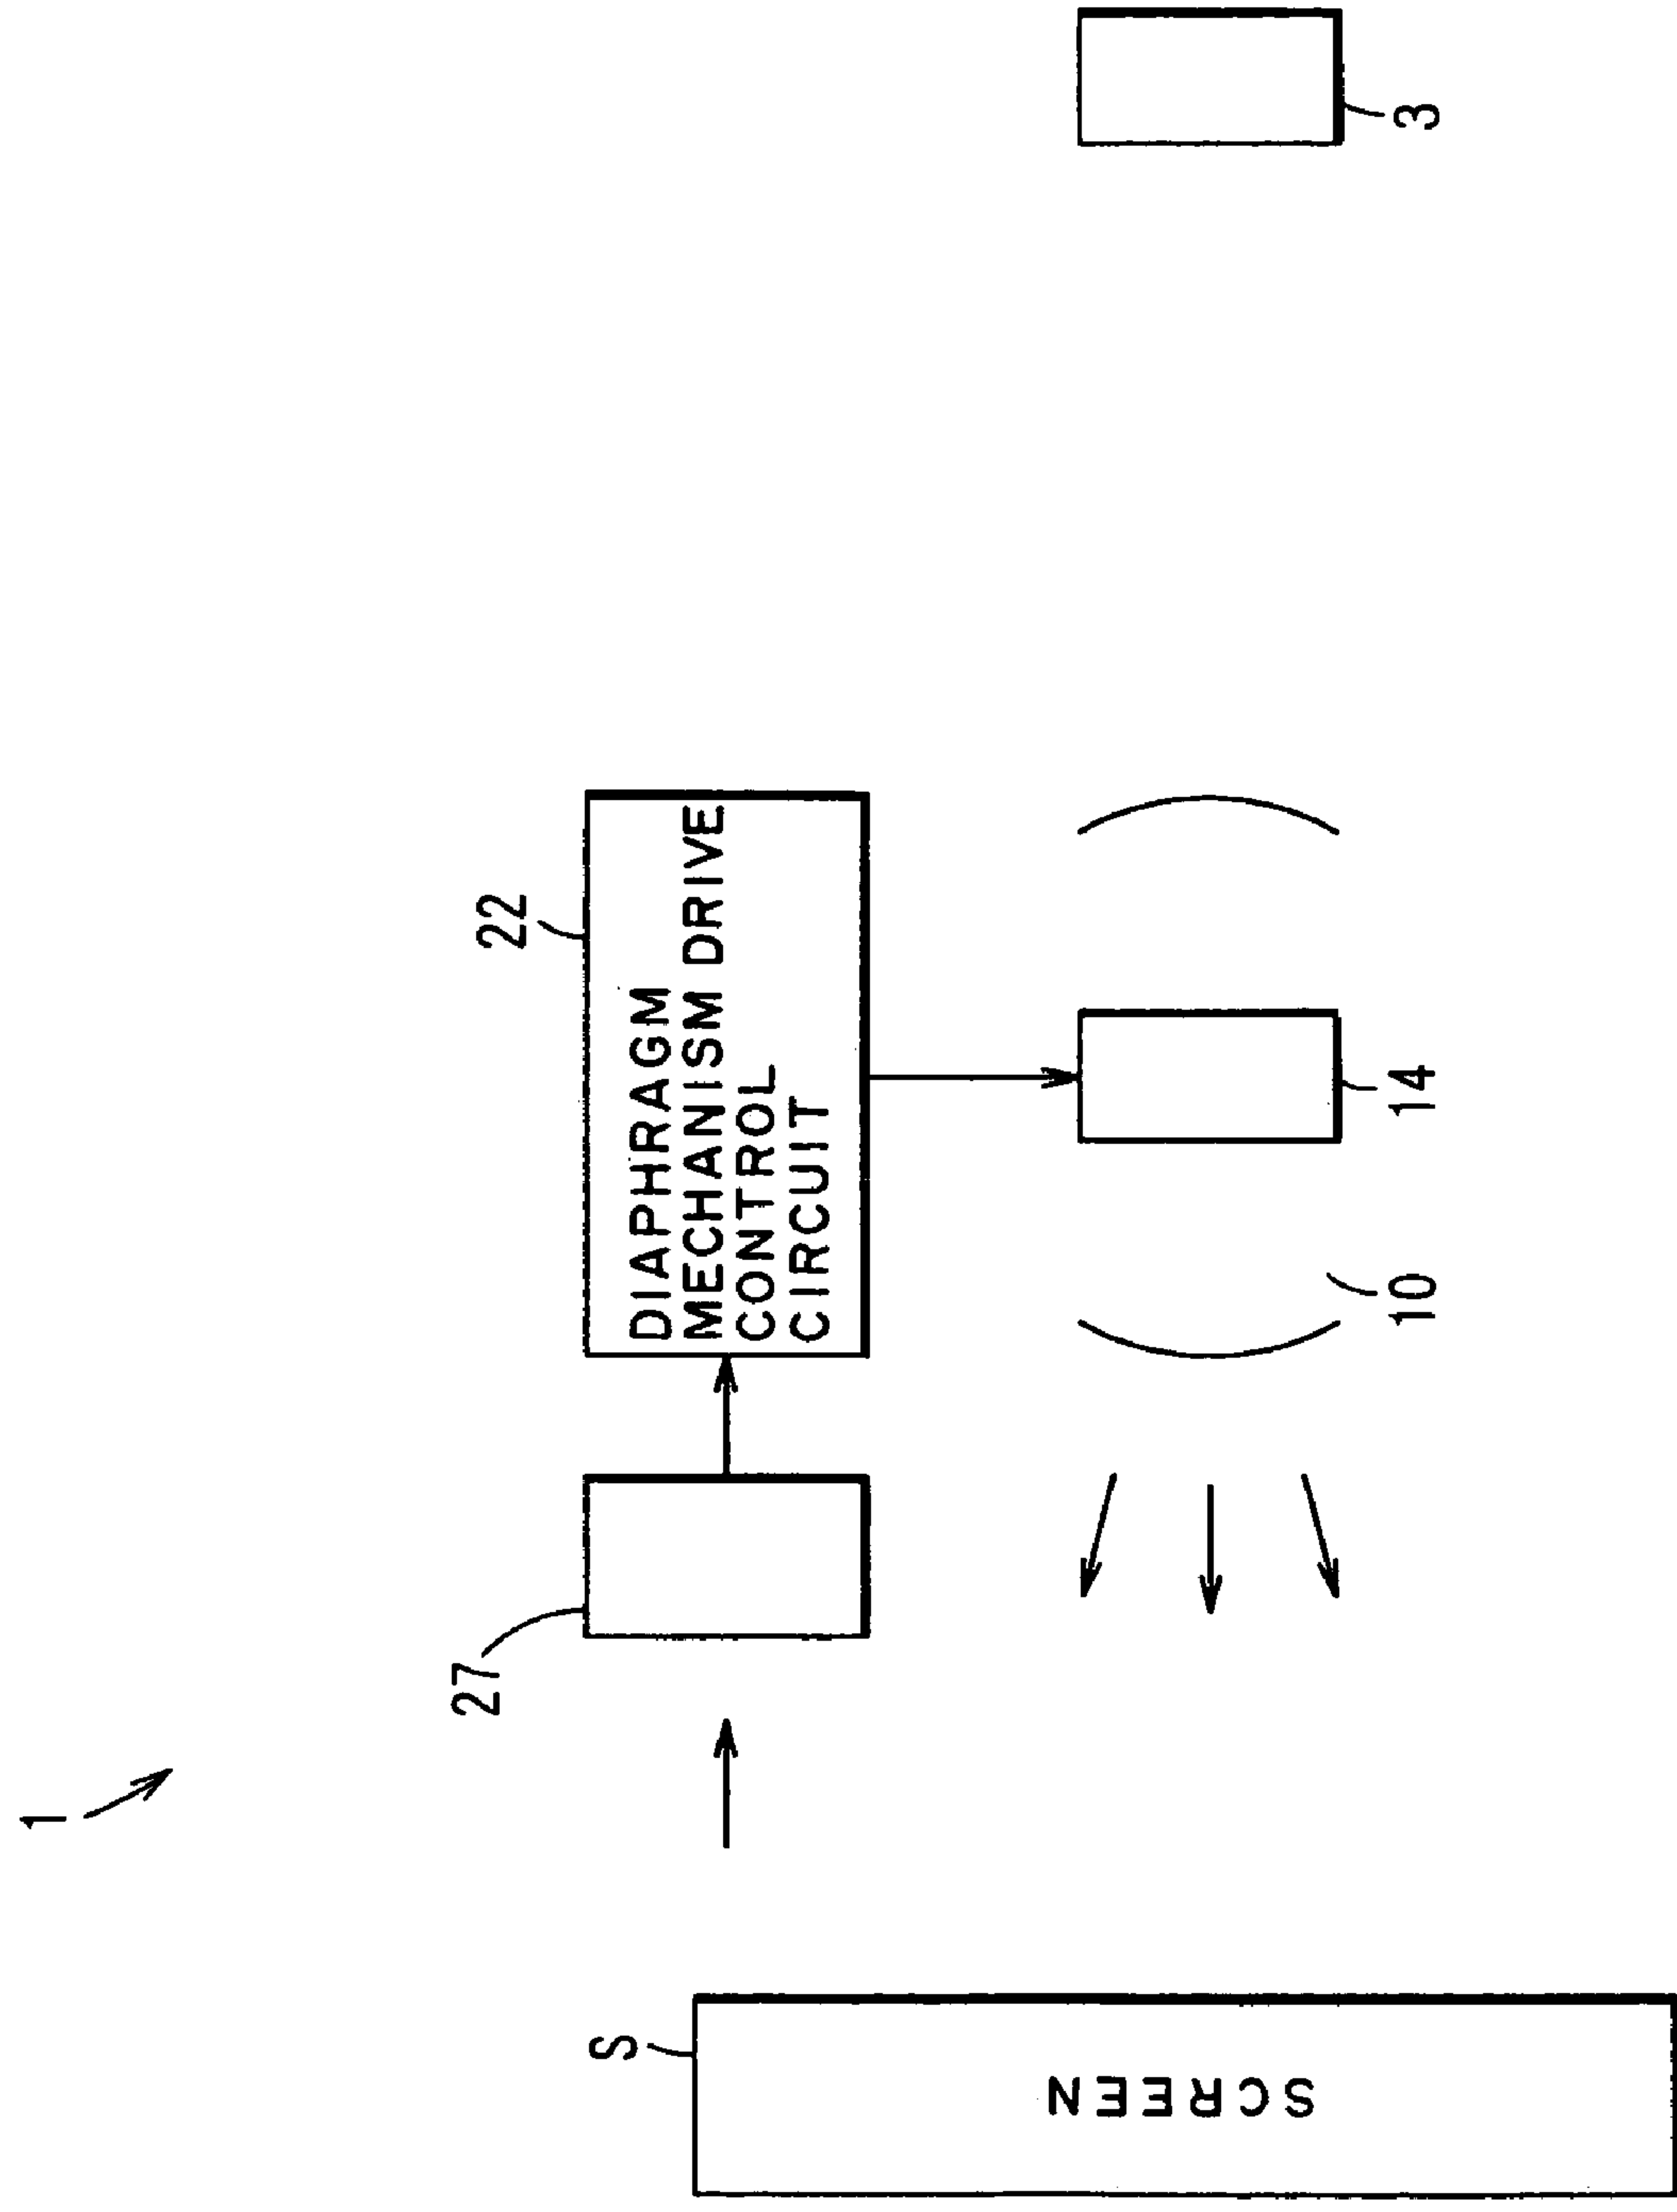 1
S
SCREEN
27
22
DIAPHRAGM
MECHANISM DRIVE
CONTROL
CIRCUIT
10
14
3